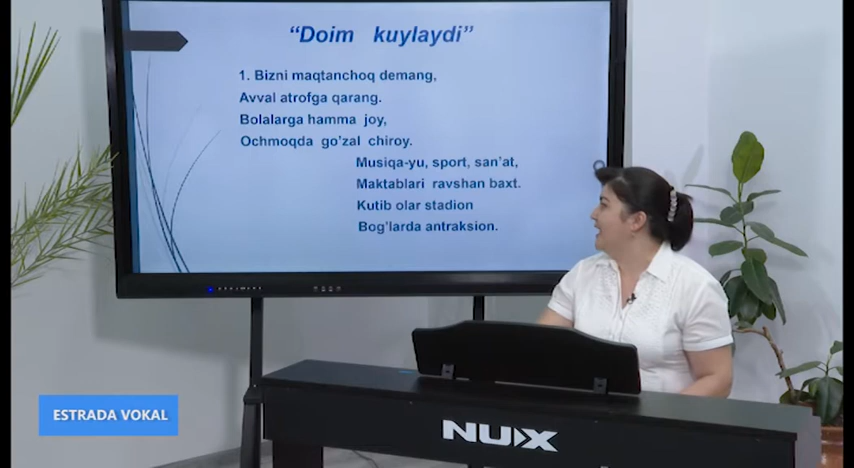 “Doim kuylaydi”
1. Bizni maqtanchoq demang,
Avval atrofga qarang.
Bolalarga hamma joy,
Ochmoqda go’zal chiroy.
Musiqa-yu, sport, san’at,
Maktablari ravshan baxt.
Kutib olar stadion
Bog’larda antraksion.
ESTRADA VOKAL
NUX